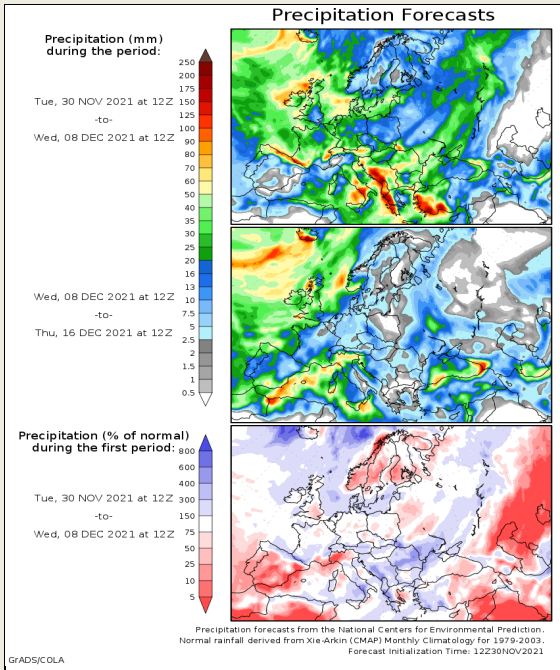 Precipitation Forecasts
Precipitation (mm)
during the period:
250
200
175
150
125
100
90
80
70
60
50
40
35
30
25
20
16
13
10
7.5
5
2.5
2
1.5
1
0.5
Tue, 30 NOV 2021 at 12Z
-to-
Wed, 08 DEC 2021 at 12Z
Wed, 08 DEC 2021 at 12Z
-to-
Thu, 16 DEC 2021 at 12Z
Precipitation (% of normal)
during the first period:
800
600
400
300
150
75
50
25
10
5
Tue, 30 NOV 2021 at 12Z
-to-
Wed, 08 DEC 2021 at 12Z
Precipitation forecasts from the National Centers for Environmental Prediction.
Normal rainfall derived from Xie-Arkin (CMAP) Monthly Climatology for 1979-2003.
Forecast Initialization Time: 12Z30NOV2021
GrADS/COLA